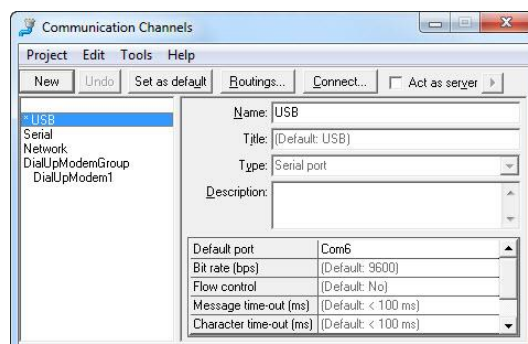 Communication Channels
Project Edit Tools Help
New Undo Set as default Routings... Connect... Act as server
* USB
Serial
Network
DialUpModemGroup
DialUpModem1
Name: USB
Title: (Default: USB)
Type: Serial port
Description:
Default port Com6
Bit rate (bps) (Default: 9600)
Flow control (Default: No)
Message time-out (ms) (Default: < 100 ms)
Character time-out (ms) (Default: < 100 ms)